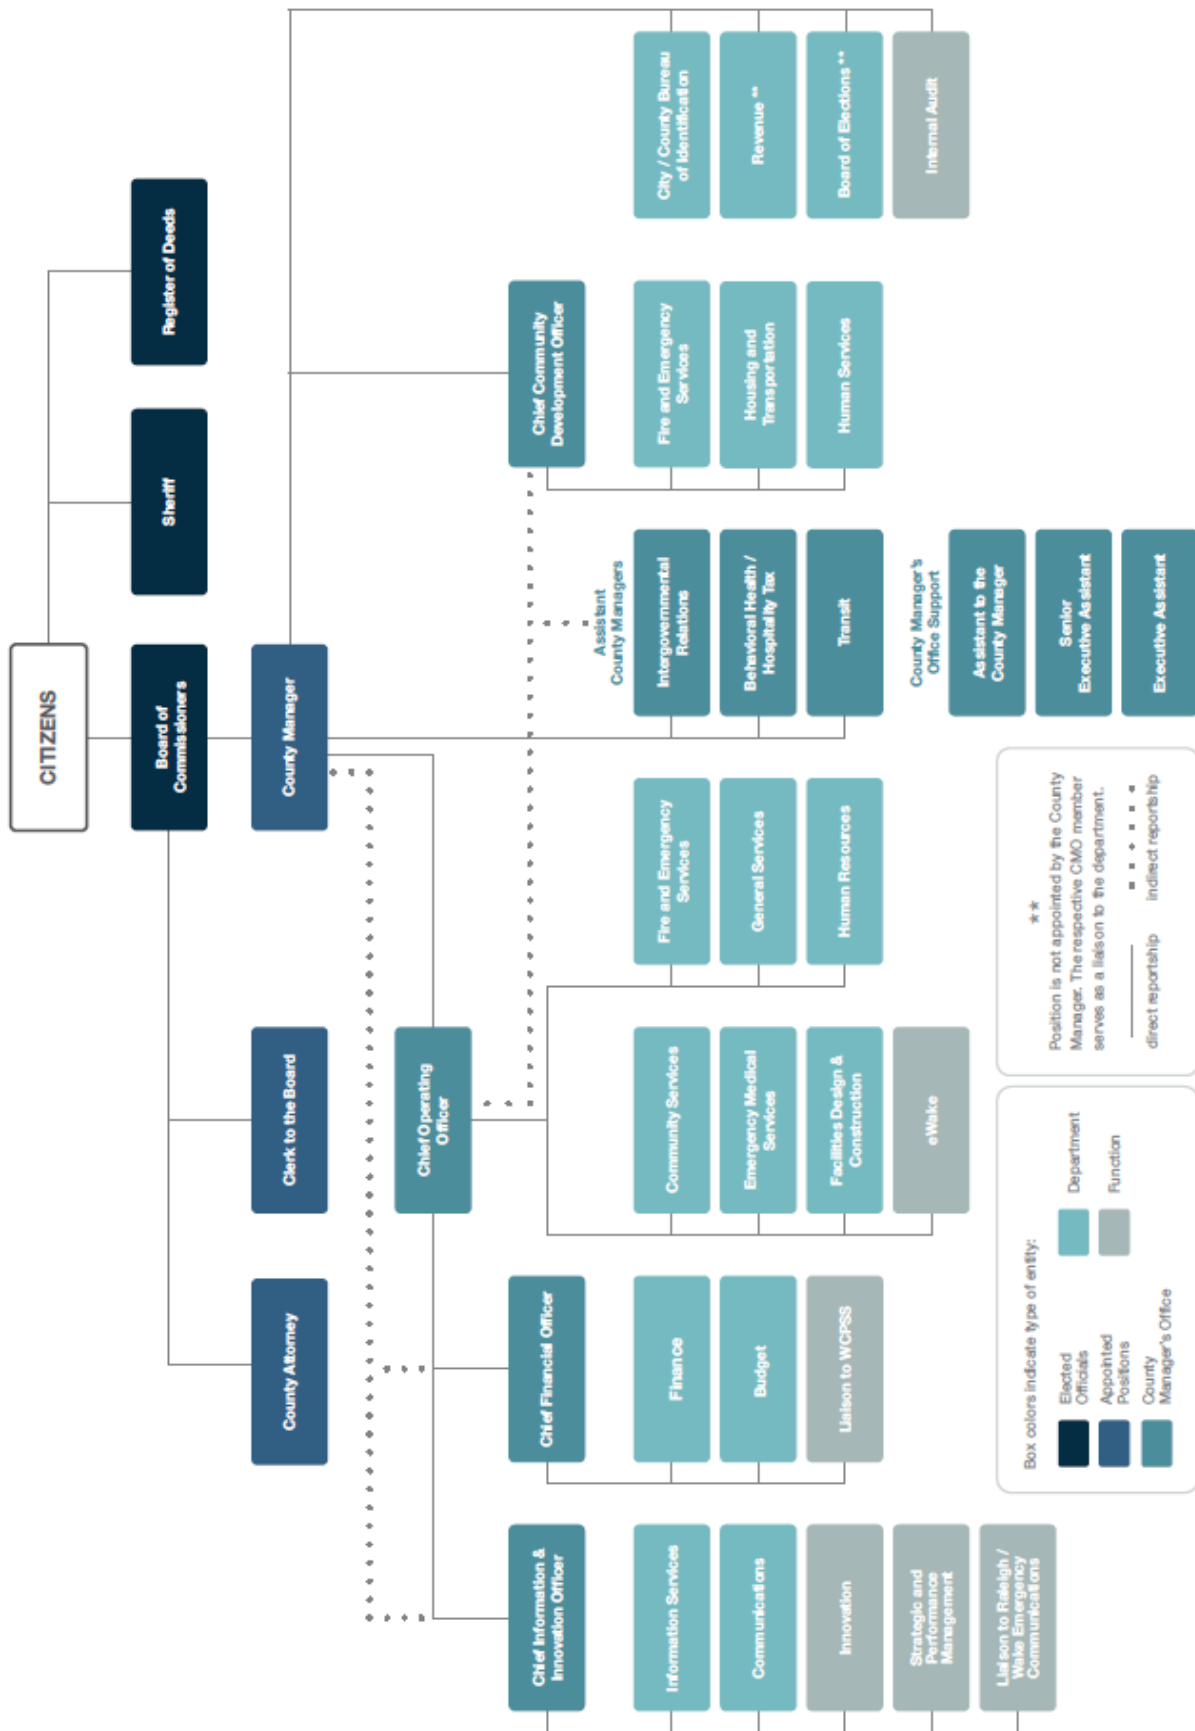 CITIZENS
Board of
Commissioners
Sheriff
Register of Deeds
County Attorney
Clerk to the Board
County Manager
Chief Operating
Officer
Chief Information &
Innovation Officer
Chief Financial Officer
Chief Community
Development Officer
Information Services
Communications
Innovation
Strategic and
Performance
Management
Liaison to Raleigh /
Wake Emergency
Communications
Finance
Budget
Liaison to WCPSS
Community Services
Emergency Medical
Services
Facilities Design &
Construction
eWake
Fire and Emergency
Services
General Services
Human Resources
Assistant
County Managers
Intergovernmental
Relations
Behavioral Health /
Hospitality Tax
Transit
County Manager's
Office Support
Assistant to the
County Manager
Senior
Executive Assistant
Executive Assistant
Fire and Emergency
Services
Housing and
Transportation
Human Services
City / County Bureau
of Identification
Revenue **
Board of Elections **
Internal Audit
Box colors indicate type of entity:
Elected
Officials
Appointed
Positions
County
Manager's Office
Department
Function
**
Position is not appointed by the County
Manager. The respective CMO member
serves as a liaison to the department.
direct reportship
indirect reportship